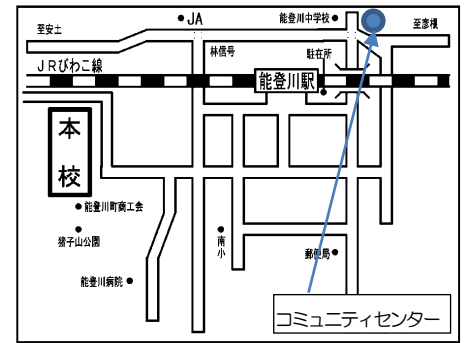 至安土
JA
能登川中学校
至彦根
林信号
駐在所
JRびわこ線
能登川駅
本校
能登川町商工会
猪子山公園
南小
郵便局
能登川病院
コミュニティセンター